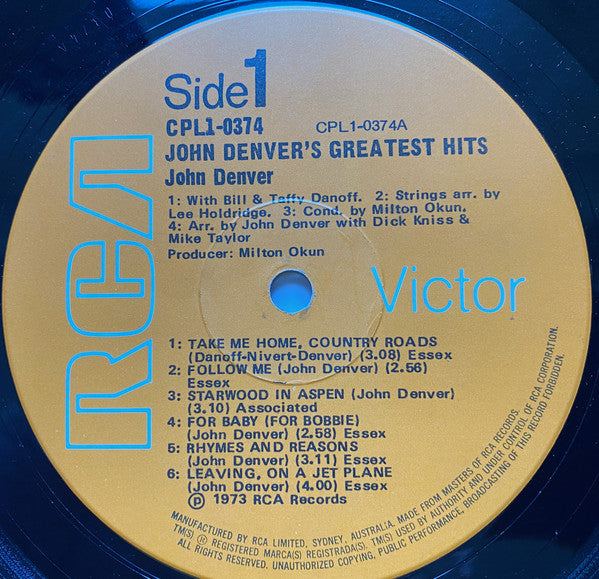 Side 1
CPL1-0374 CPL1-0374A
JOHN DENVER'S GREATEST HITS
John Denver
1: With Bill & Taffy Danoff. 2: Strings arr. by
Lee Holdridge. 3: Cond. by Milton Okun.
4: Arr. by John Denver with Dick Kniss &
Mike Taylor
Producer: Milton Okun
RCA
Victor
1: TAKE ME HOME, COUNTRY ROADS
(Danoff-Nivert-Denver) (3.08) Essex
2: FOLLOW ME (John Denver) (2.56)
Essex
3: STARWOOD IN ASPEN (John Denver)
(3.10) Associated
4: FOR BABY (FOR BOBBIE)
(John Denver) (2.58) Essex
5: RHYMES AND REASONS
(John Denver) (3.11) Essex
6: LEAVING, ON A JET PLANE
(John Denver) (4.00) Essex
℗ 1973 RCA Records
MANUFACTURED BY RCA LIMITED, SYDNEY, AUSTRALIA. MADE FROM MASTERS OF RCA RECORDS.
TM(S) ® REGISTERED MARCA(S) REGISTRADA(S), TM(S) USED BY AUTHORITY AND UNDER CONTROL OF RCA CORPORATION.
ALL RIGHTS RESERVED. UNAUTHORIZED COPYING, PUBLIC PERFORMANCE, BROADCASTING OF THIS RECORD FORBIDDEN.